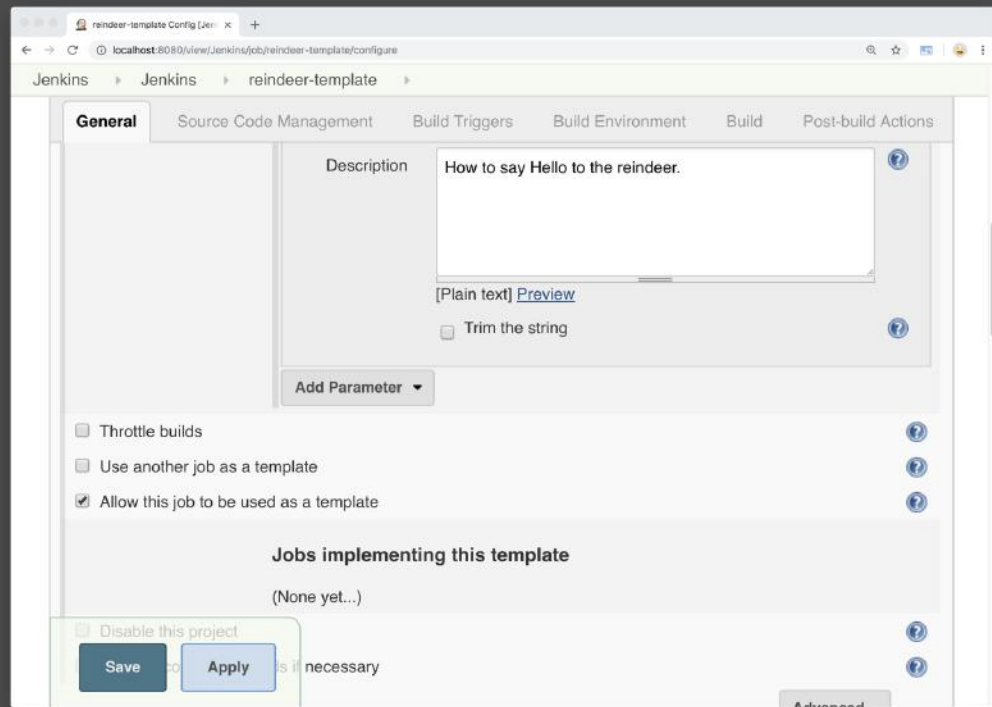 reindeer-template Config [Jen
localhost:8080/view/Jenkins/job/reindeer-template/configure
Jenkins Jenkins reindeer-template
General Source Code Management Build Triggers Build Environment Build Post-build Actions
Description How to say Hello to the reindeer.
[Plain text] Preview
Trim the string
Add Parameter
Throttle builds
Use another job as a template
Allow this job to be used as a template
Jobs implementing this template
(None yet...)
Disable this project
Save Apply if necessary
Advanced